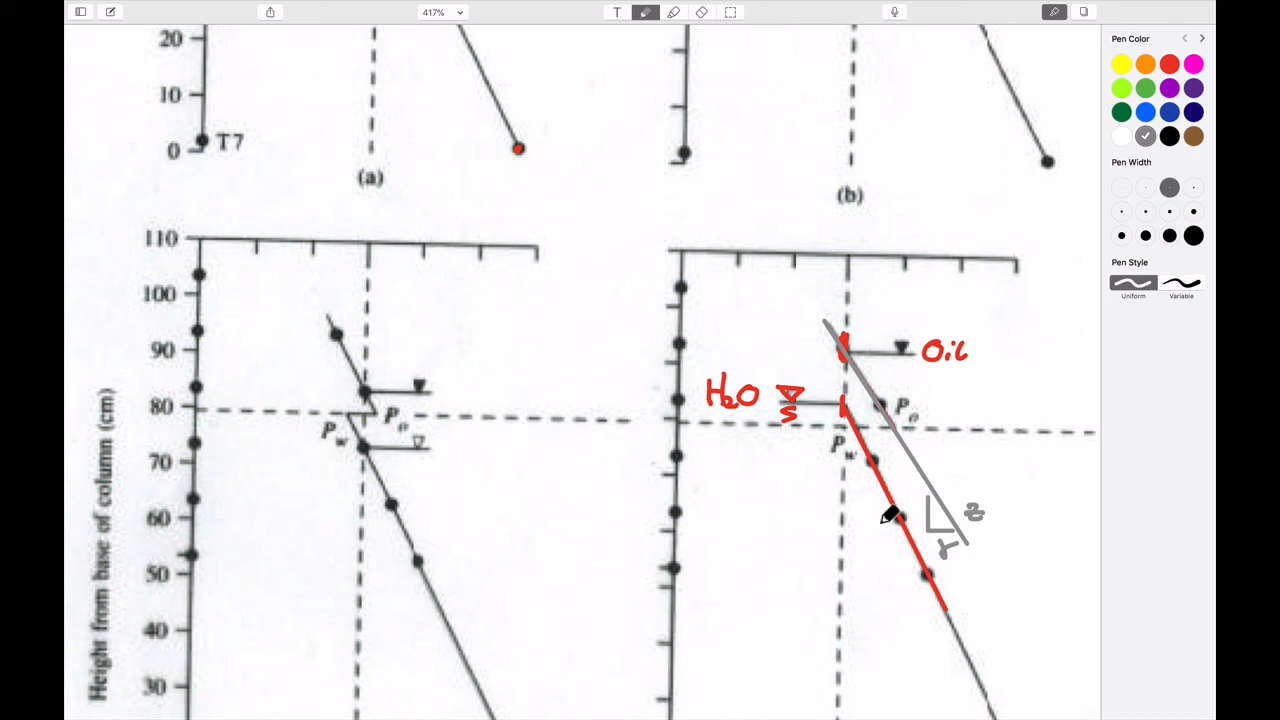 417%
T
Pen Color
Pen Width
Pen Style
Uniform
Variable
20
10
0
T7
(a)
(b)
Height from base of column (cm)
110
100
90
80
70
60
50
40
30
Po
Pw
Oil
H2O
Po
Pw